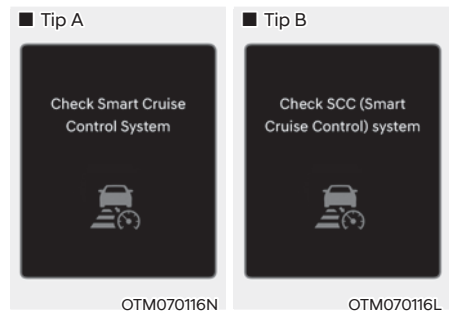 ■ Tip A
Check Smart Cruise
Control System
OTM070116N
■ Tip B
Check SCC (Smart
Cruise Control) system
OTM070116L